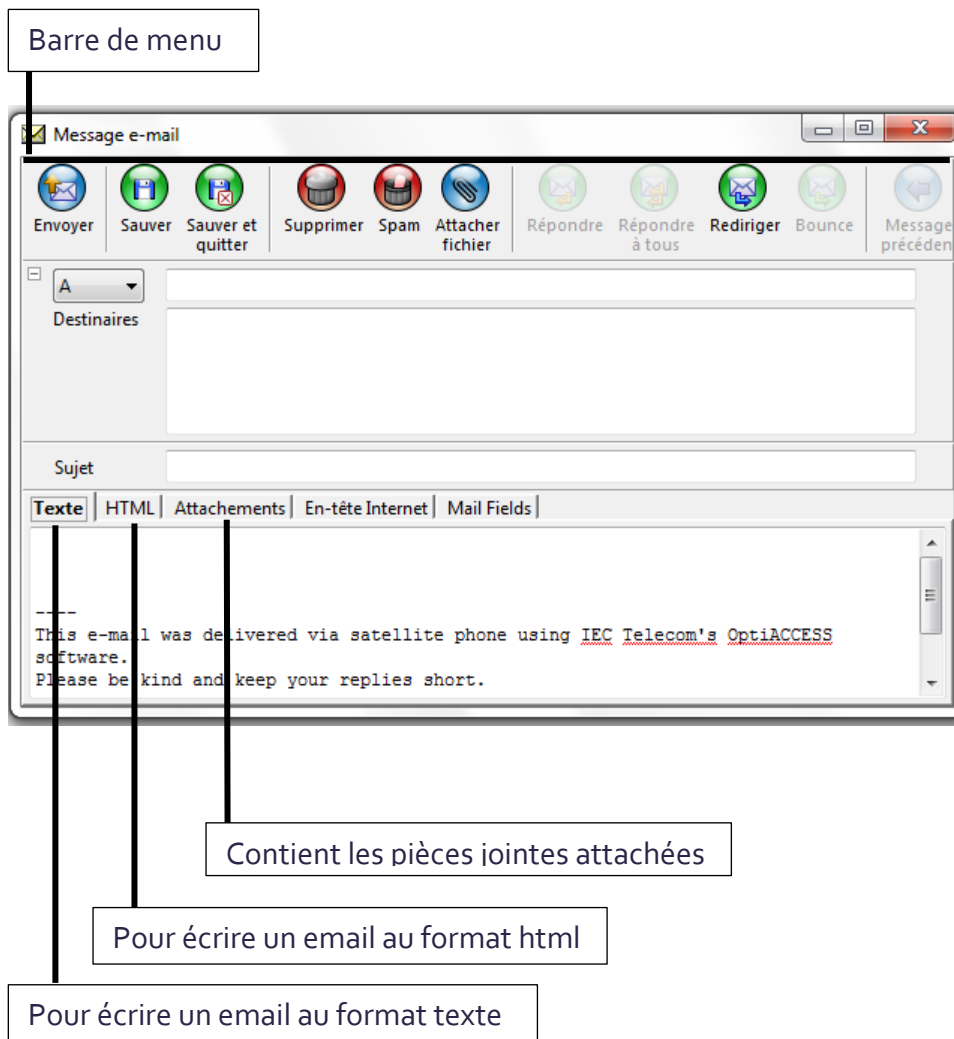 Barre de menu
Message e-mail
Envoyer Sauver Sauver et quitter Supprimer Spam Attacher fichier Répondre Répondre à tous Rediriger Bounce Message précéden
A
Destinaires
Sujet
Texte HTML Attachements En-tête Internet Mail Fields
----
This e-mail was delivered via satellite phone using IEC Telecom's OptiACCESS
software.
Please be kind and keep your replies short.
Contient les pièces jointes attachées
Pour écrire un email au format html
Pour écrire un email au format texte